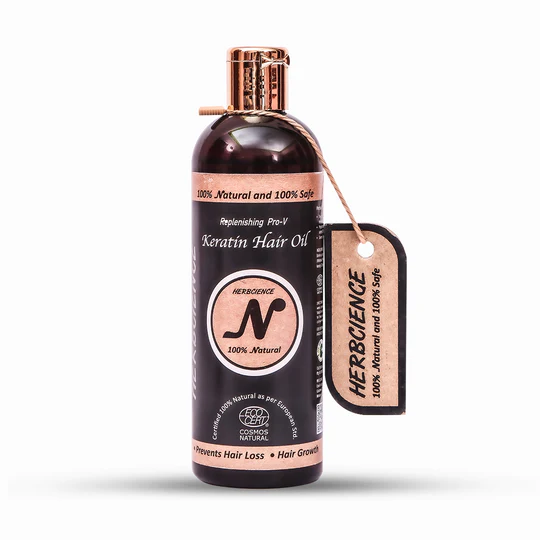 100% Natural and 100% Safe
Replenishing Pro-V
Keratin Hair Oil
HERBCIENCE
N
100% Natural
Certified 100% Natural as per European Std.
ECO
CERT
COSMOS
NATURAL
• Prevents Hair Loss • Hair Growth
HERBCIENCE
HERBCIENCE
100% Natural and 100% Safe